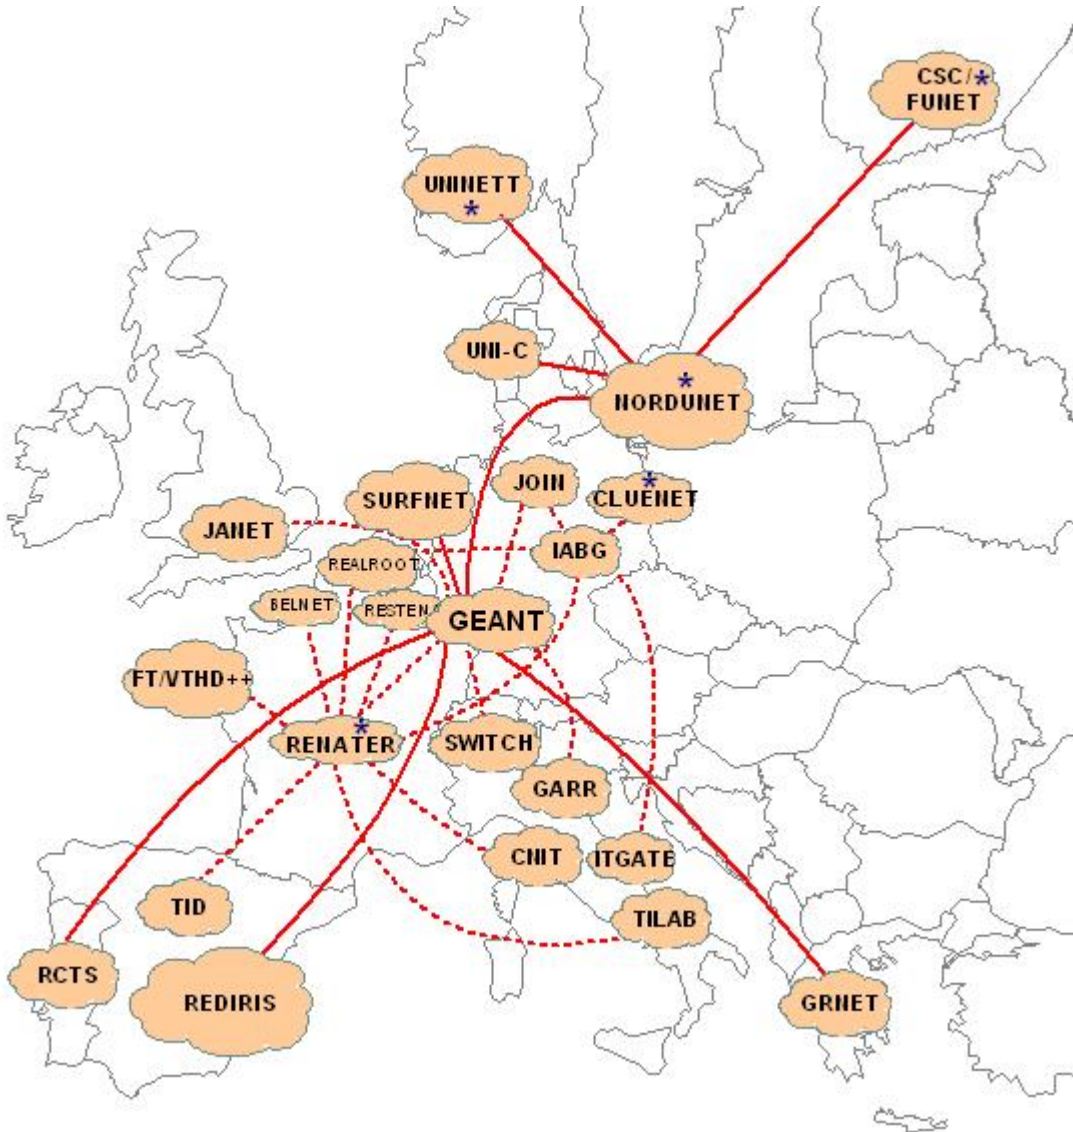 CSC/*
FUNET
UNINETT
*
UNI-C
*
NORDUNET
SURFNET
JOIN
*
CLUENET
JANET
IABG
REALROOT
BELNET
RESTEN
GEANT
FT/VTHD++
*
RENATER
SWITCH
GARR
CNIT
ITGATE
TID
TILAB
RCTS
REDIRIS
GRNET